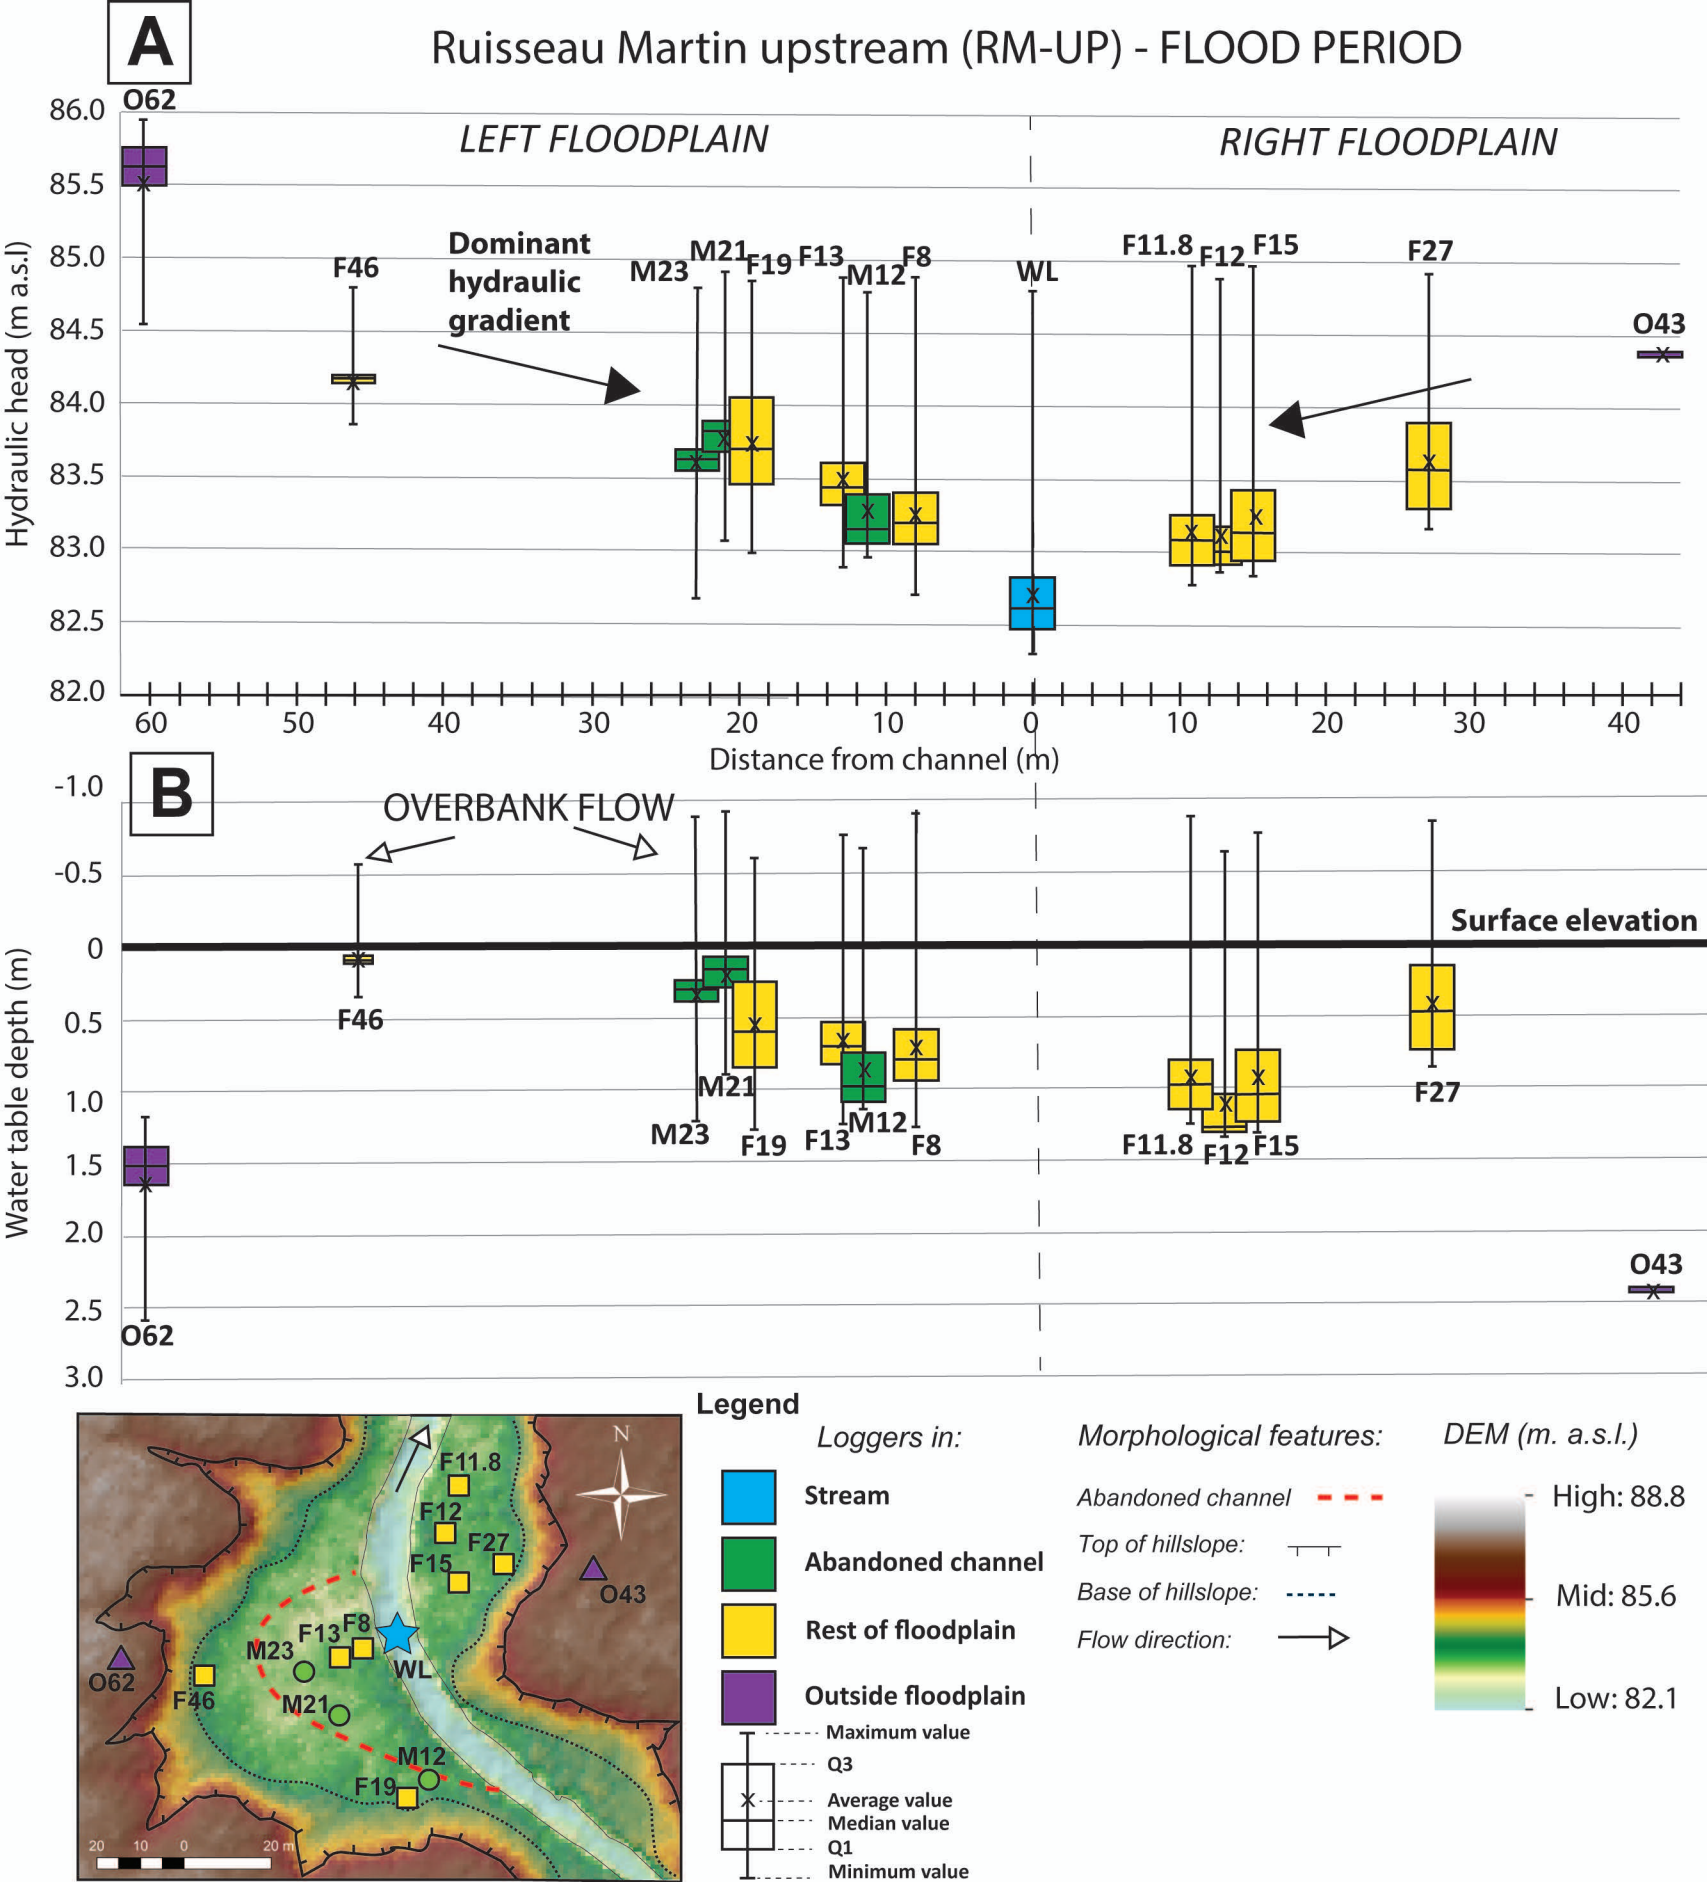 A
Ruisseau Martin upstream (RM-UP) - FLOOD PERIOD
O62
86.0
LEFT FLOODPLAIN
RIGHT FLOODPLAIN
85.5
85.0
84.5
84.0
83.5
83.0
82.5
82.0
Hydraulic head (m a.s.l)
F46
Dominant
hydraulic
gradient
M23
M21
F19
F13
M12
F8
WL
F11.8
F12
F15
F27
O43
60 50 40 30 20 10 0 10 20 30 40
Distance from channel (m)
B
-1.0
-0.5
0
0.5
1.0
1.5
2.0
2.5
3.0
Water table depth (m)
OVERBANK FLOW
Surface elevation
F46
M21
M23
F19
F13
M12
F8
F11.8
F12
F15
F27
O43
O62
N
F11.8
F12
F27
F15
O43
F13
F8
M23
WL
O62
F46
M21
M12
F19
20 10 0 20 m
Legend
Loggers in:
Stream
Abandoned channel
Rest of floodplain
Outside floodplain
Maximum value
Q3
Average value
Median value
Q1
Minimum value
Morphological features:
Abandoned channel
Top of hillslope:
Base of hillslope:
Flow direction:
DEM (m. a.s.l.)
High: 88.8
Mid: 85.6
Low: 82.1